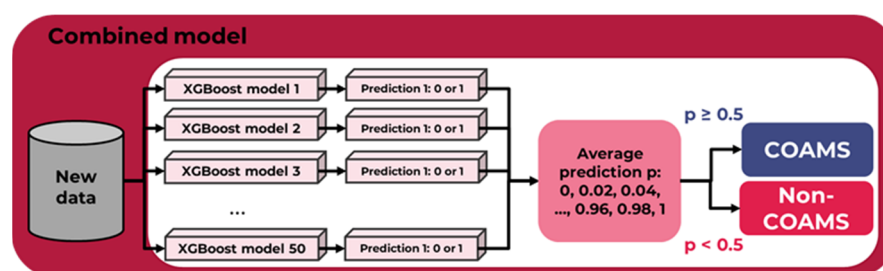 Combined model
New
data
XGBoost model 1
Prediction 1: 0 or 1
XGBoost model 2
Prediction 1: 0 or 1
XGBoost model 3
Prediction 1: 0 or 1
...
XGBoost model 50
Prediction 1: 0 or 1
Average
prediction p:
0, 0.02, 0.04,
..., 0.96, 0.98, 1
p ≥ 0.5
COAMS
Non-
COAMS
p < 0.5